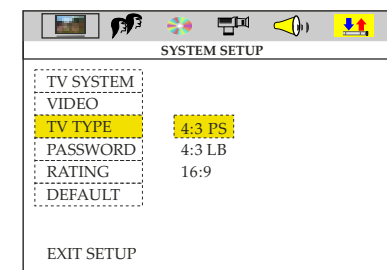 SYSTEM SETUP
TV SYSTEM
VIDEO
TV TYPE
4:3 PS
PASSWORD
4:3 LB
RATING
16:9
DEFAULT
EXIT SETUP